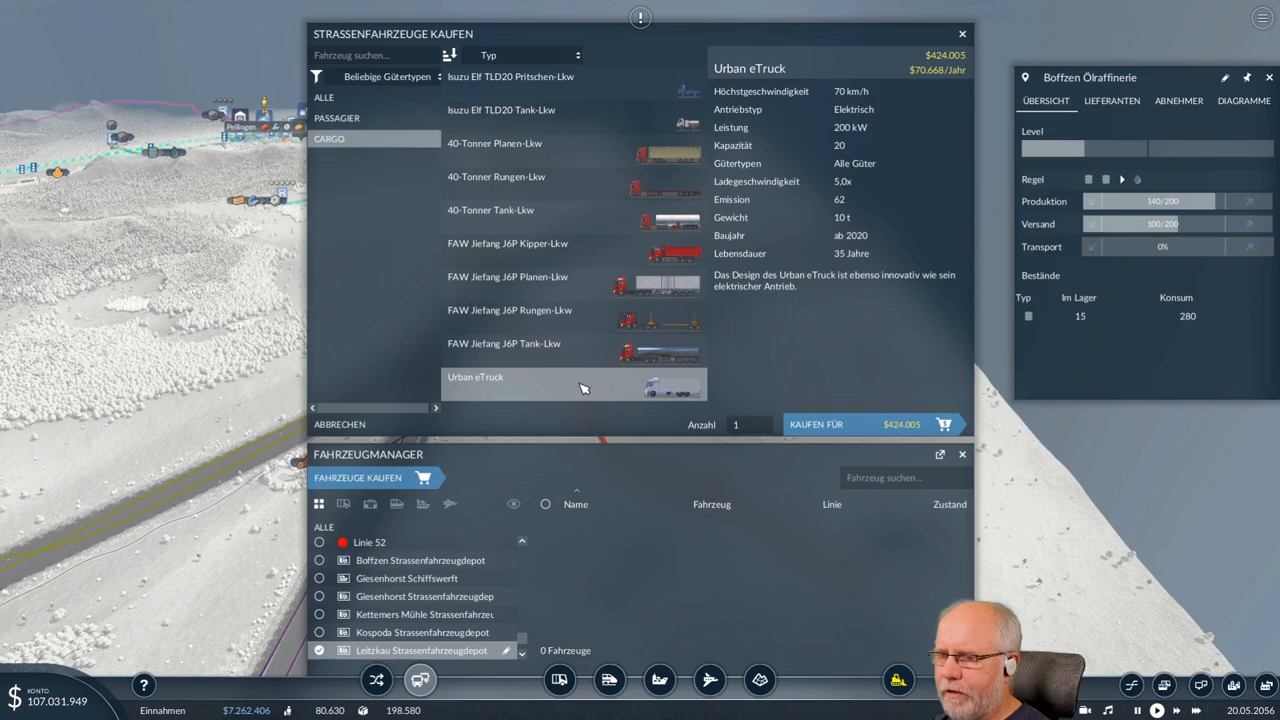 !
STRASSENFAHRZEUGE KAUFEN
Fahrzeug suchen...
Typ
Beliebige Gütertypen
ALLE
PASSAGIER
CARGO
Isuzu Elf TLD20 Pritschen-Lkw
Isuzu Elf TLD20 Tank-Lkw
40-Tonner Planen-Lkw
40-Tonner Rungen-Lkw
40-Tonner Tank-Lkw
FAW Jiefang J6P Kipper-Lkw
FAW Jiefang J6P Planen-Lkw
FAW Jiefang J6P Rungen-Lkw
FAW Jiefang J6P Tank-Lkw
Urban eTruck
$424.005
Urban eTruck
$70.668/Jahr
Höchstgeschwindigkeit 70 km/h
Antriebstyp Elektrisch
Leistung 200 kW
Kapazität 20
Gütertypen Alle Güter
Ladegeschwindigkeit 5,0x
Emission 62
Gewicht 10 t
Baujahr ab 2020
Lebensdauer 35 Jahre
Das Design des Urban eTruck ist ebenso innovativ wie sein
elektrischer Antrieb.
ABBRECHEN
Anzahl 1
KAUFEN FÜR $424.005
Pellingen
Boffzen Ölraffinerie
ÜBERSICHT LIEFERANTEN ABNEHMER DIAGRAMME
Level
Regel
Produktion 140/200
Versand 100/200
Transport 0%
Bestände
Typ Im Lager Konsum
15 280
FAHRZEUGMANAGER
FAHRZEUGE KAUFEN
Fahrzeug suchen...
Name Fahrzeug Linie Zustand
ALLE
Linie 52
Boffzen Strassenfahrzeugdepot
Giesenhorst Schiffswerft
Giesenhorst Strassenfahrzeugdep
Kettemers Mühle Strassenfahrzeu
Kospoda Strassenfahrzeugdepot
Leitzkau Strassenfahrzeugdepot
0 Fahrzeuge
$ KONTO
107.031.949
?
Einnahmen $7.262.406 80.630 198.580
20.05.2056